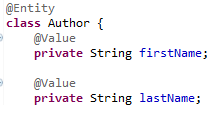 @Entity
class Author {
@Value
private String firstName;
@Value
private String lastName;